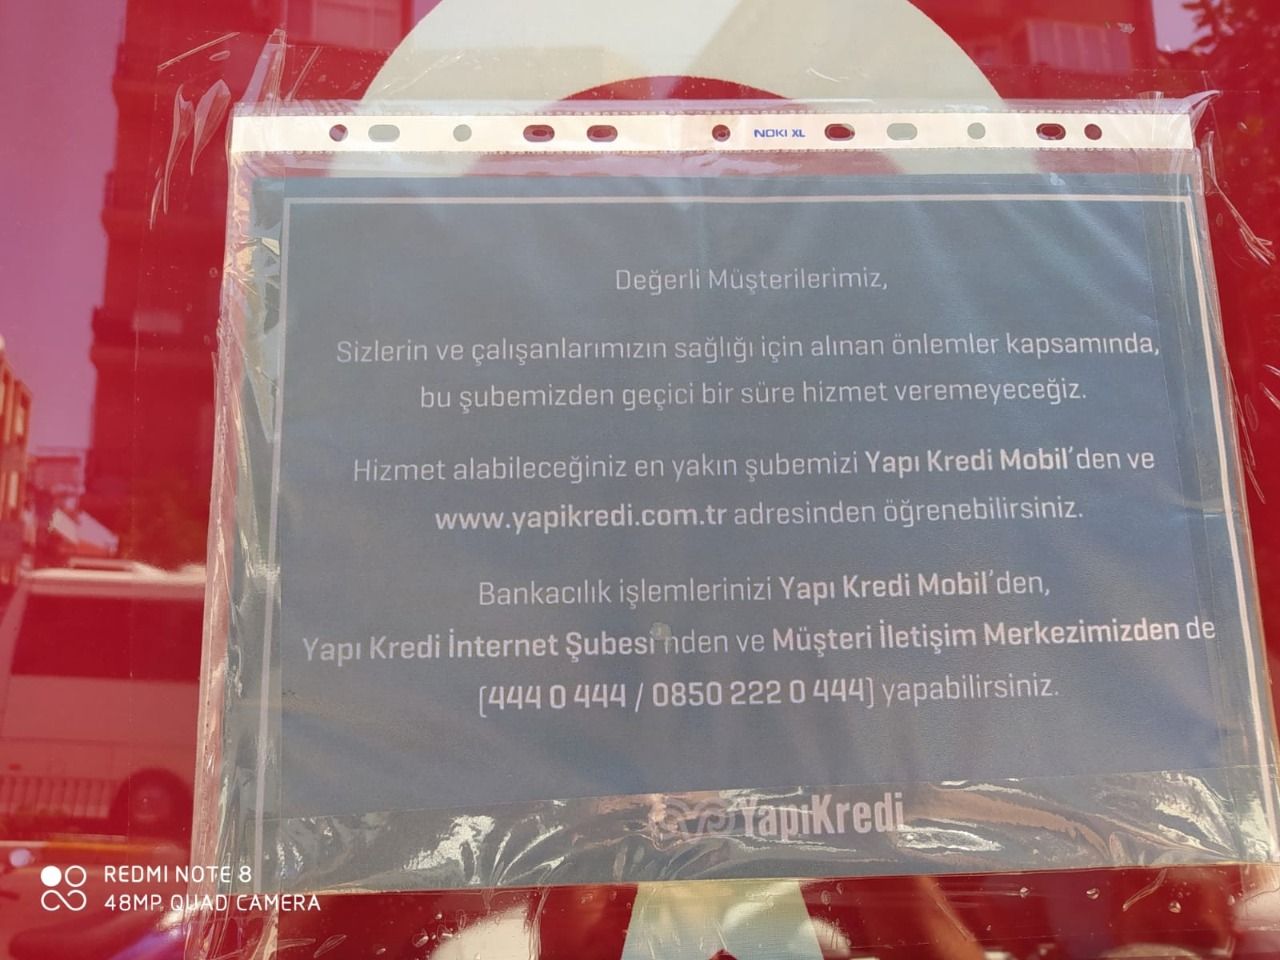 NOKI XL
Değerli Müşterilerimiz,
Sizlerin ve çalışanlarımızın sağlığı için alınan önlemler kapsamında,
bu şubemizden geçici bir süre hizmet veremeyeceğiz.
Hizmet alabileceğiniz en yakın şubemizi Yapı Kredi Mobil'den ve
www.yapikredi.com.tr adresinden öğrenebilirsiniz.
Bankacılık işlemlerinizi Yapı Kredi Mobil'den,
Yapı Kredi İnternet Şubesi'nden ve Müşteri İletişim Merkezimizden de
(444 0 444 / 0850 222 0 444) yapabilirsiniz.
YapıKredi
REDMI NOTE 8
48MP QUAD CAMERA